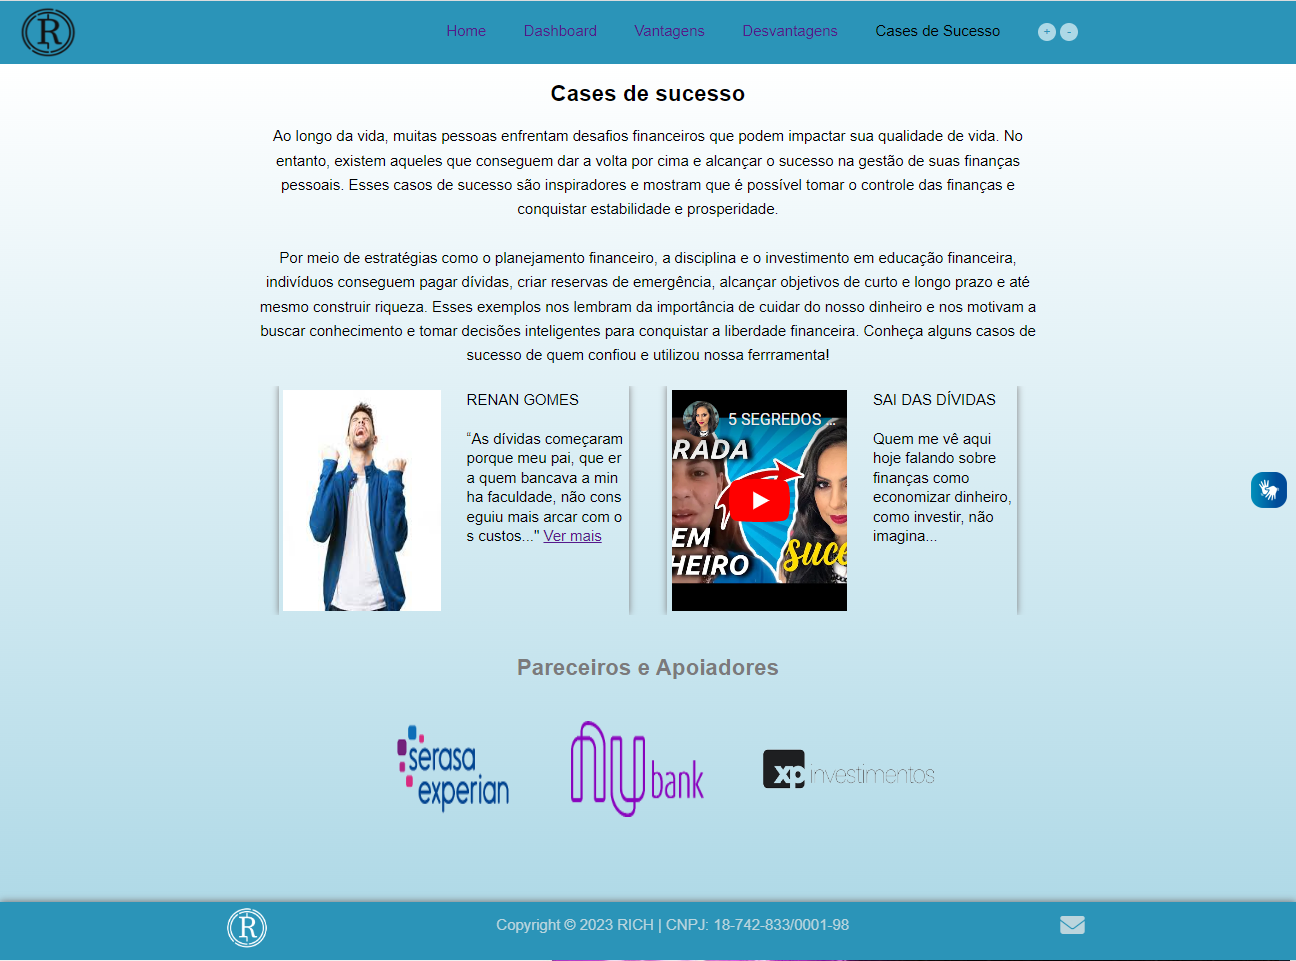 R
Home Dashboard Vantagens Desvantagens Cases de Sucesso + -
Cases de sucesso
Ao longo da vida, muitas pessoas enfrentam desafios financeiros que podem impactar sua qualidade de vida. No
entanto, existem aqueles que conseguem dar a volta por cima e alcançar o sucesso na gestão de suas finanças
pessoais. Esses casos de sucesso são inspiradores e mostram que é possível tomar o controle das finanças e
conquistar estabilidade e prosperidade.
Por meio de estratégias como o planejamento financeiro, a disciplina e o investimento em educação financeira,
indivíduos conseguem pagar dívidas, criar reservas de emergência, alcançar objetivos de curto e longo prazo e até
mesmo construir riqueza. Esses exemplos nos lembram da importância de cuidar do nosso dinheiro e nos motivam a
buscar conhecimento e tomar decisões inteligentes para conquistar a liberdade financeira. Conheça alguns casos de
sucesso de quem confiou e utilizou nossa ferrramenta!
RENAN GOMES
“As dívidas começaram
porque meu pai, que er
a quem bancava a min
ha faculdade, não cons
eguiu mais arcar com o
s custos..." Ver mais
5 SEGREDOS ...
RADA
EM
HEIRO
SUCE
SAI DAS DÍVIDAS
Quem me vê aqui
hoje falando sobre
finanças como
economizar dinheiro,
como investir, não
imagina...
Pareceiros e Apoiadores
serasa
experian
nubank
xp investimentos
R
Copyright © 2023 RICH | CNPJ: 18-742-833/0001-98